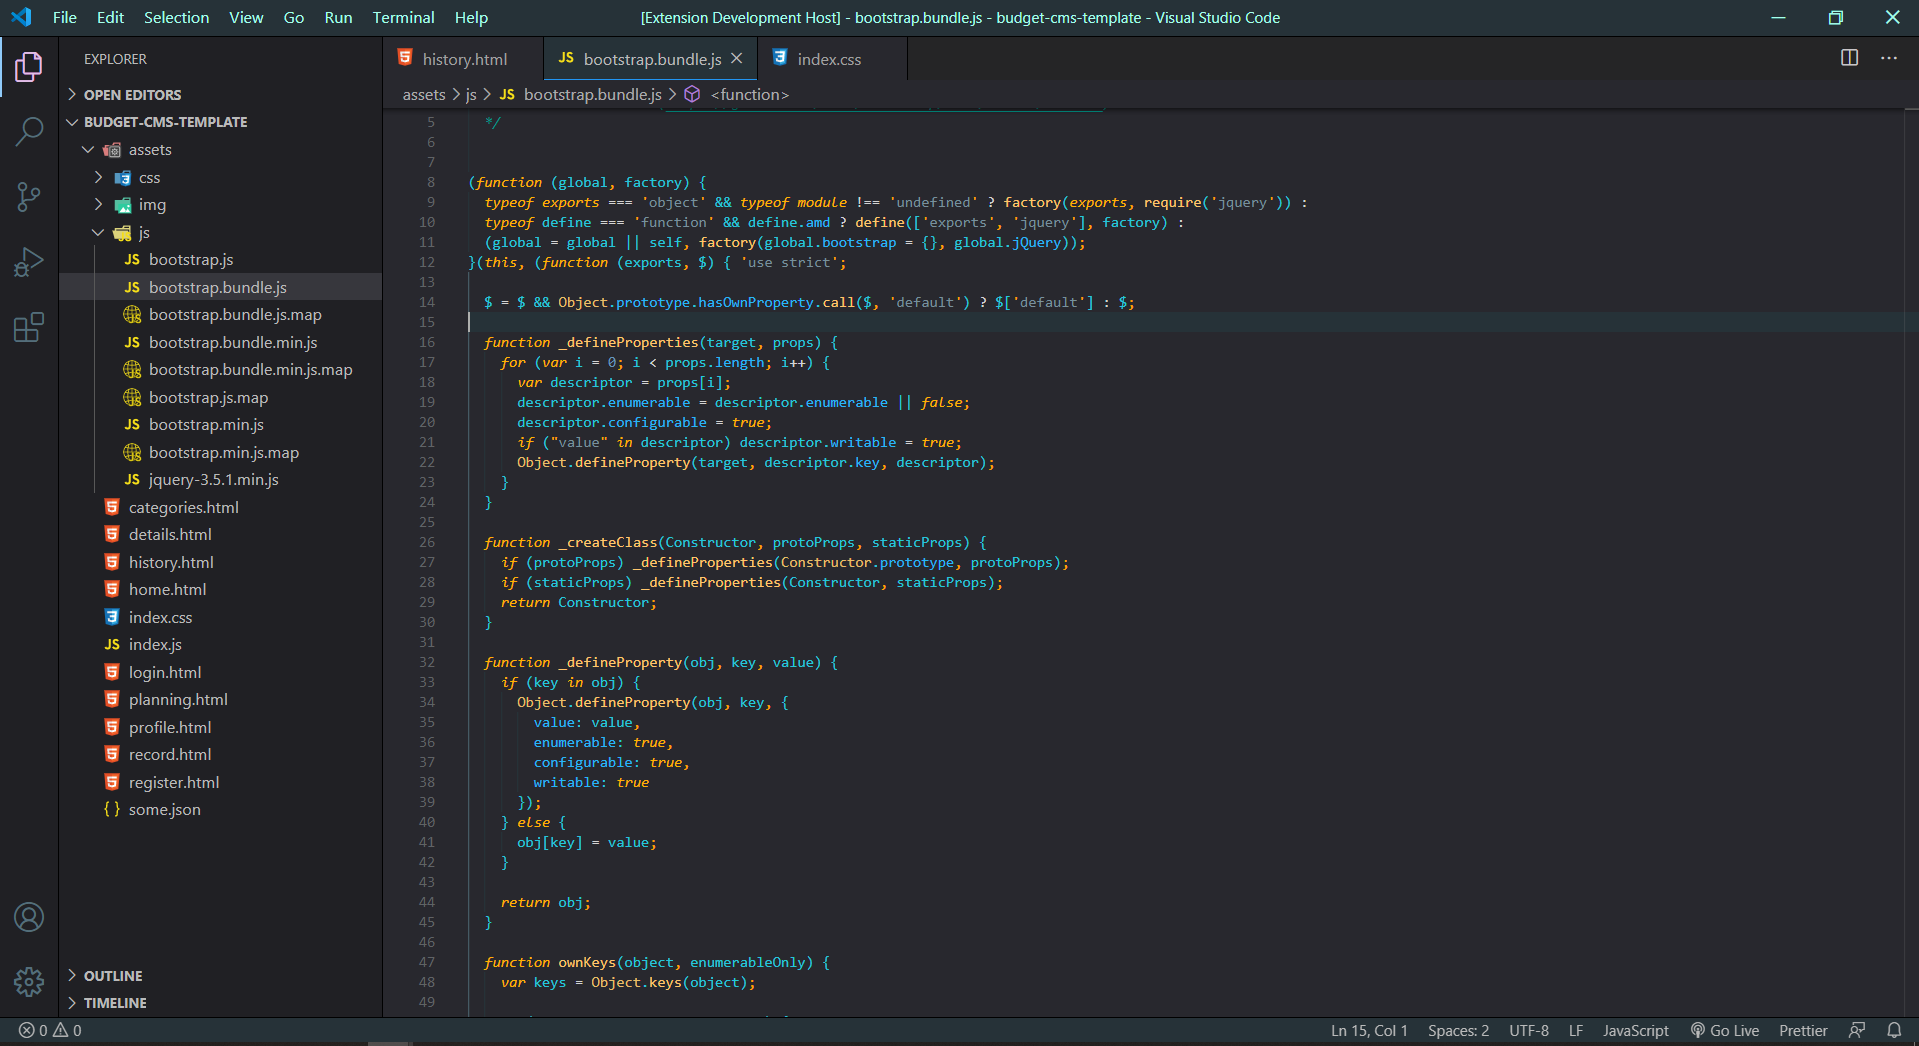 File Edit Selection View Go Run Terminal Help
[Extension Development Host] - bootstrap.bundle.js - budget-cms-template - Visual Studio Code
EXPLORER
OPEN EDITORS
BUDGET-CMS-TEMPLATE
assets
css
img
js
JS bootstrap.js
JS bootstrap.bundle.js
bootstrap.bundle.js.map
JS bootstrap.bundle.min.js
bootstrap.bundle.min.js.map
bootstrap.js.map
JS bootstrap.min.js
bootstrap.min.js.map
JS jquery-3.5.1.min.js
categories.html
details.html
history.html
home.html
index.css
JS index.js
login.html
planning.html
profile.html
record.html
register.html
{} some.json
OUTLINE
TIMELINE
history.html
JS bootstrap.bundle.js
index.css
assets > js > JS bootstrap.bundle.js > <function>
5 */
6
7
8 (function (global, factory) {
9 typeof exports === 'object' && typeof module !== 'undefined' ? factory(exports, require('jquery')) :
10 typeof define === 'function' && define.amd ? define(['exports', 'jquery'], factory) :
11 (global = global || self, factory(global.bootstrap = {}, global.jQuery));
12 }(this, (function (exports, $) { 'use strict';
13
14 $ = $ && Object.prototype.hasOwnProperty.call($, 'default') ? $['default'] : $;
15
16 function _defineProperties(target, props) {
17 for (var i = 0; i < props.length; i++) {
18 var descriptor = props[i];
19 descriptor.enumerable = descriptor.enumerable || false;
20 descriptor.configurable = true;
21 if ("value" in descriptor) descriptor.writable = true;
22 Object.defineProperty(target, descriptor.key, descriptor);
23 }
24 }
25
26 function _createClass(Constructor, protoProps, staticProps) {
27 if (protoProps) _defineProperties(Constructor.prototype, protoProps);
28 if (staticProps) _defineProperties(Constructor, staticProps);
29 return Constructor;
30 }
31
32 function _defineProperty(obj, key, value) {
33 if (key in obj) {
34 Object.defineProperty(obj, key, {
35 value: value,
36 enumerable: true,
37 configurable: true,
38 writable: true
39 });
40 } else {
41 obj[key] = value;
42 }
43
44 return obj;
45 }
46
47 function ownKeys(object, enumerableOnly) {
48 var keys = Object.keys(object);
49
0 0
Ln 15, Col 1 Spaces: 2 UTF-8 LF JavaScript Go Live Prettier